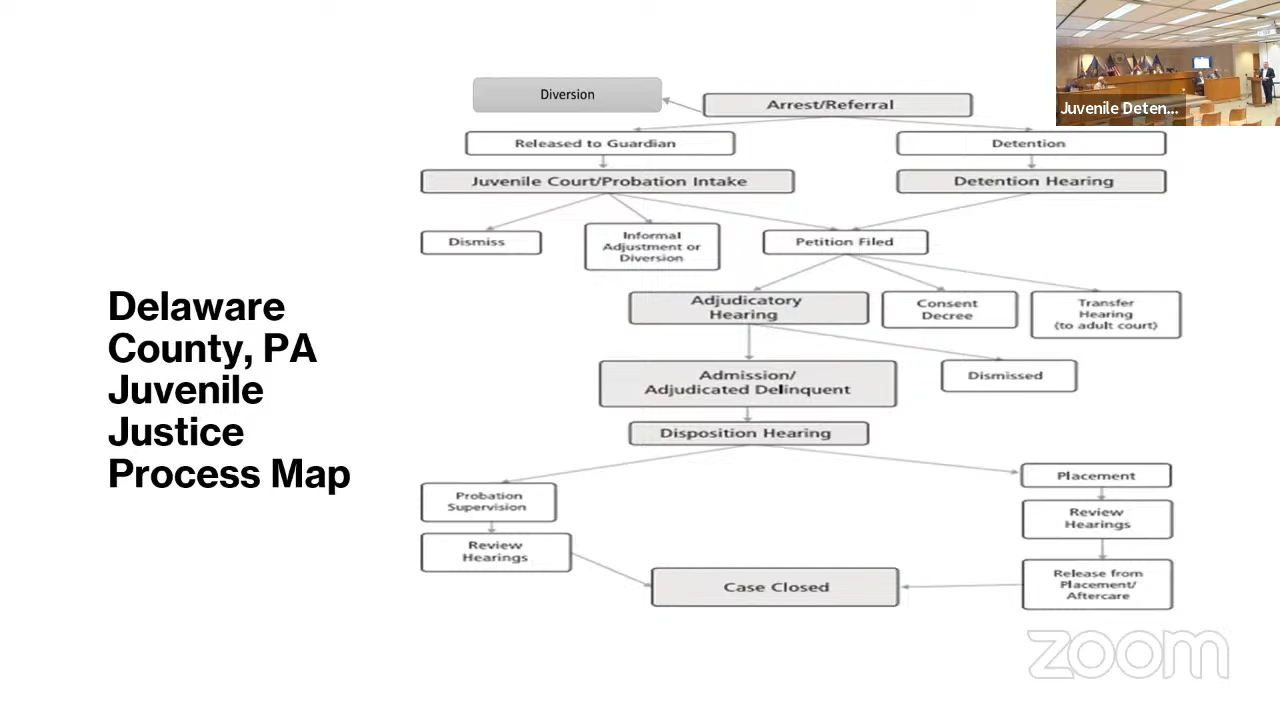 Juvenile Deten...
Diversion
Arrest/Referral
Released to Guardian
Detention
Juvenile Court/Probation Intake
Detention Hearing
Dismiss
Informal
Adjustment or
Diversion
Petition Filed
Adjudicatory
Hearing
Consent
Decree
Transfer
Hearing
(to adult court)
Delaware
County, PA
Juvenile
Justice
Process Map
Admission/
Adjudicated Delinquent
Dismissed
Disposition Hearing
Probation
Supervision
Placement
Review
Hearings
Review
Hearings
Case Closed
Release from
Placement/
Aftercare
zoom